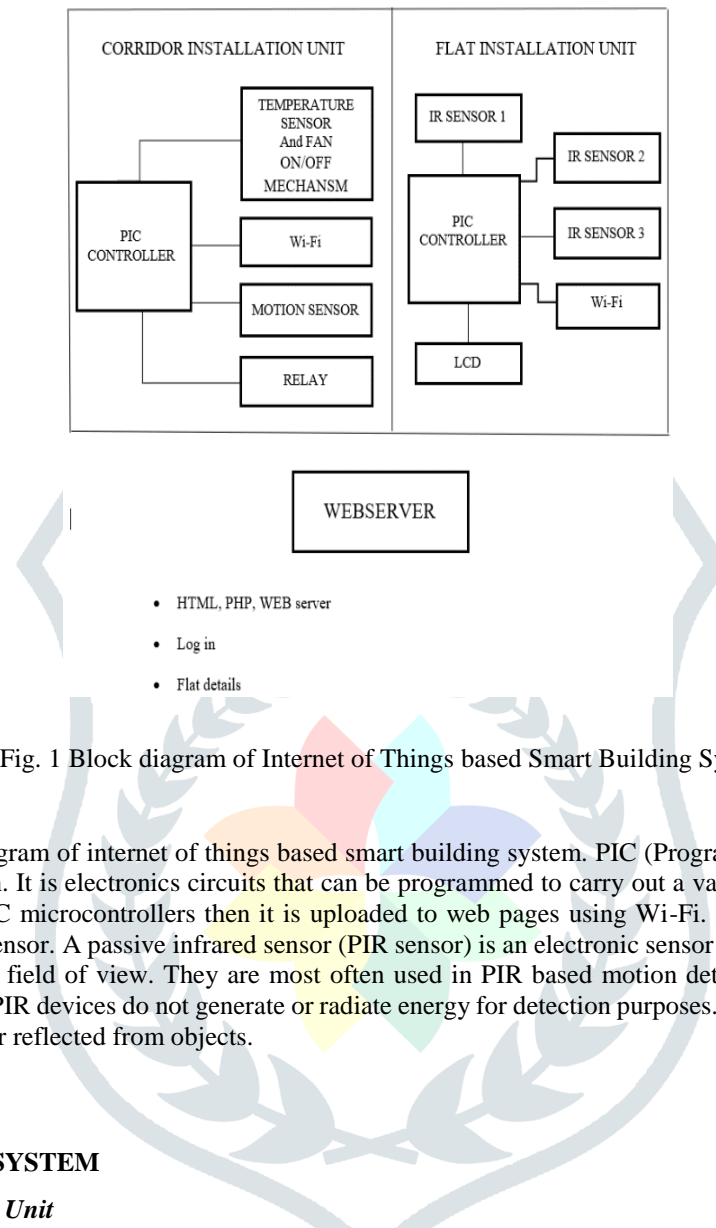 CORRIDOR INSTALLATION UNIT
TEMPERATURE
SENSOR
And FAN
ON/OFF
MECHANSM
PIC
CONTROLLER
Wi-Fi
MOTION SENSOR
RELAY
FLAT INSTALLATION UNIT
IR SENSOR 1
IR SENSOR 2
PIC
CONTROLLER
IR SENSOR 3
Wi-Fi
LCD
WEBSERVER
• HTML, PHP, WEB server
• Log in
• Flat details
Fig. 1 Block diagram of Internet of Things based Smart Building Sy
gram of internet of things based smart building system. PIC (Progra
n. It is electronics circuits that can be programmed to carry out a va
C microcontrollers then it is uploaded to web pages using Wi-Fi.
ensor. A passive infrared sensor (PIR sensor) is an electronic sensor
field of view. They are most often used in PIR based motion det
PIR devices do not generate or radiate energy for detection purposes.
r reflected from objects.
SYSTEM
Unit